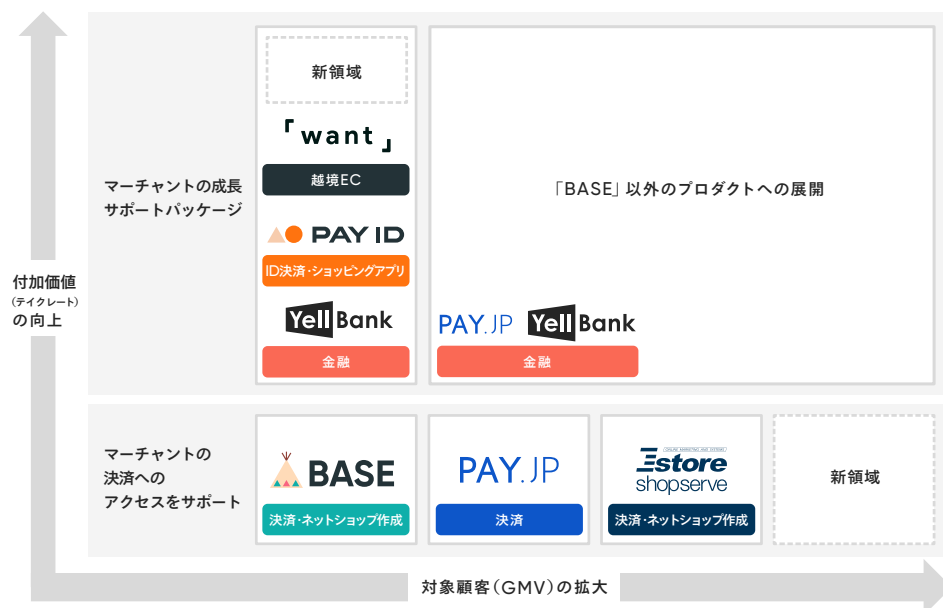 新領域
「want」
越境EC
マーチャントの成長
サポートパッケージ
PAY ID
ID決済・ショッピングアプリ
YellBank
金融
「BASE」以外のプロダクトへの展開
PAY.JP YellBank
金融
付加価値
(テイクレート)
の向上
マーチャントの
決済への
アクセスをサポート
BASE
決済・ネットショップ作成
PAY.JP
決済
Estore
shopserve
決済・ネットショップ作成
新領域
対象顧客(GMV)の拡大